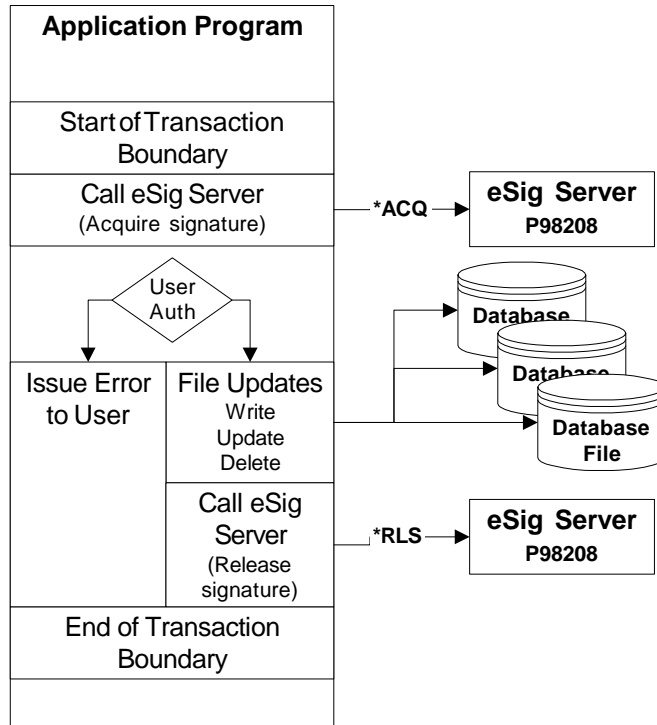 Application Program
Start of Transaction
Boundary
Call eSig Server
(Acquire signature)
*ACQ
eSig Server
P98208
User
Auth
Database
Database
Database
File
Issue Error
to User
File Updates
Write
Update
Delete
Call eSig
Server
(Release
signature)
*RLS
eSig Server
P98208
End of Transaction
Boundary